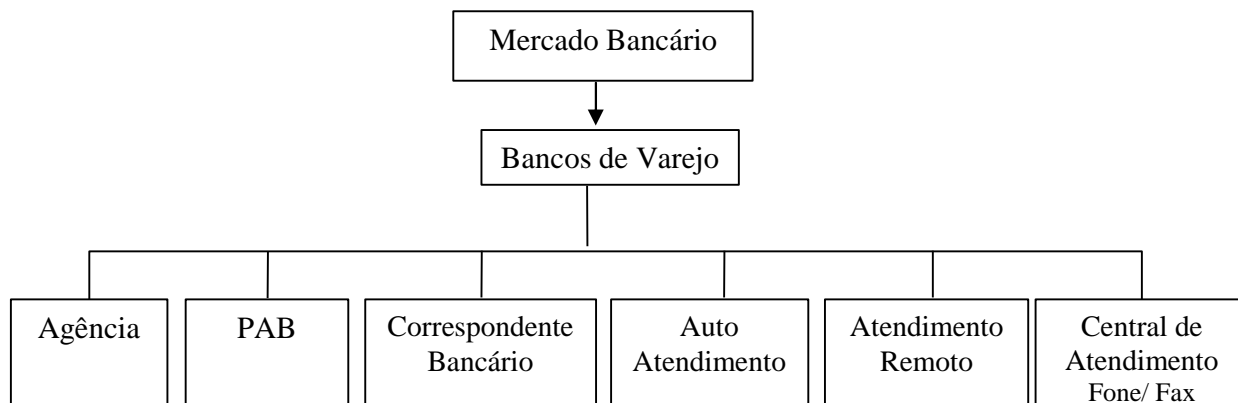 Mercado Bancário
Bancos de Varejo
Agência
PAB
Correspondente
Bancário
Auto
Atendimento
Atendimento
Remoto
Central de
Atendimento
Fone/ Fax